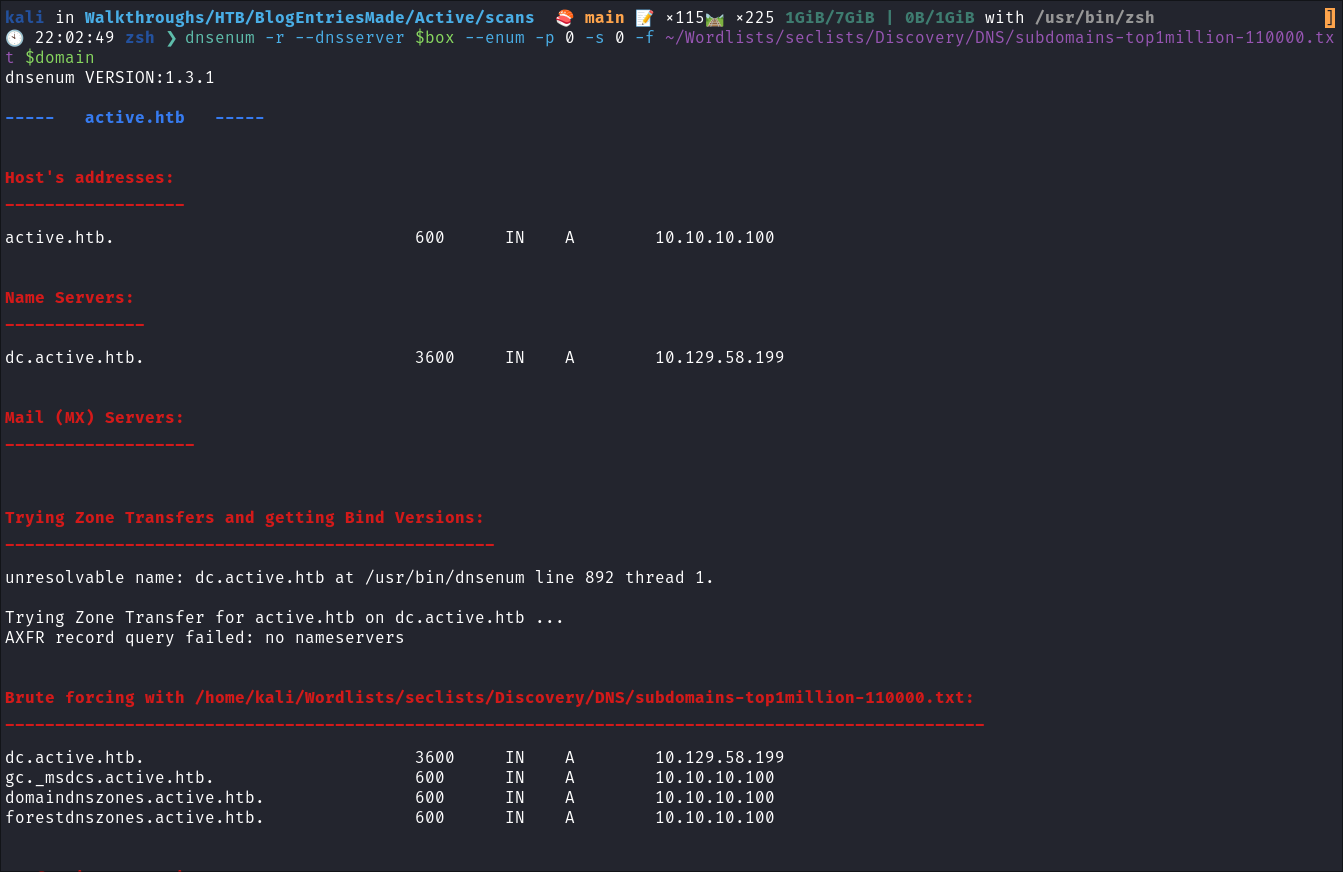 kali in Walkthroughs/HTB/BlogEntriesMade/Active/scans 🍣 main 📝 ×115🛤️ ×225 1GiB/7GiB | 0B/1GiB with /usr/bin/zsh ]
🕙 22:02:49 zsh ❯ dnsenum -r --dnsserver $box --enum -p 0 -s 0 -f ~/Wordlists/seclists/Discovery/DNS/subdomains-top1million-110000.tx
t $domain
dnsenum VERSION:1.3.1
----- active.htb -----
Host's addresses:
------------------
active.htb. 600 IN A 10.10.10.100
Name Servers:
--------------
dc.active.htb. 3600 IN A 10.129.58.199
Mail (MX) Servers:
-------------------
Trying Zone Transfers and getting Bind Versions:
-------------------------------------------------
unresolvable name: dc.active.htb at /usr/bin/dnsenum line 892 thread 1.
Trying Zone Transfer for active.htb on dc.active.htb ...
AXFR record query failed: no nameservers
Brute forcing with /home/kali/Wordlists/seclists/Discovery/DNS/subdomains-top1million-110000.txt:
--------------------------------------------------------------------------------------------------
dc.active.htb. 3600 IN A 10.129.58.199
gc._msdcs.active.htb. 600 IN A 10.10.10.100
domaindnszones.active.htb. 600 IN A 10.10.10.100
forestdnszones.active.htb. 600 IN A 10.10.10.100